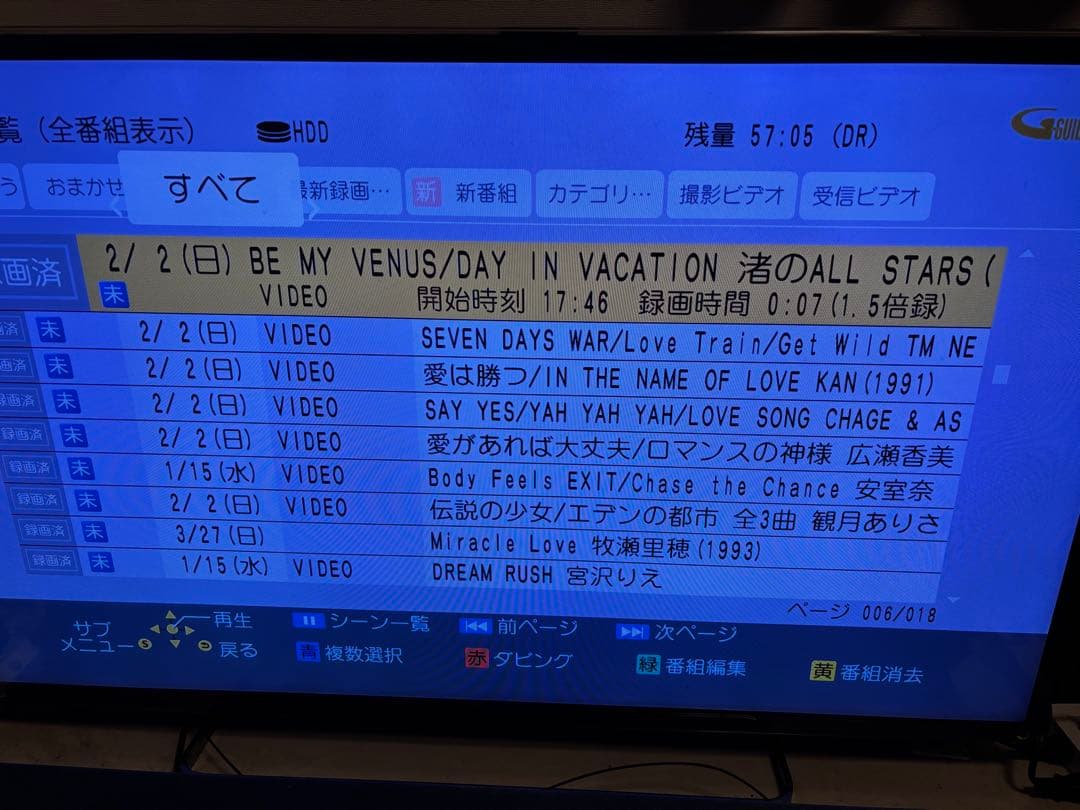 覧 (全番組表示) HDD 残量 57:05 (DR)
う おまかせ すべて 最新録画… 新 新番組 カテゴリ… 撮影ビデオ 受信ビデオ
録画済 2/ 2(日) BE MY VENUS/DAY IN VACATION 渚のALL STARS (
未 VIDEO 開始時刻 17:46 録画時間 0:07(1.5倍録)
録画済 未 2/ 2(日) VIDEO SEVEN DAYS WAR/Love Train/Get Wild TM NE
録画済 未 2/ 2(日) VIDEO 愛は勝つ/IN THE NAME OF LOVE KAN(1991)
録画済 未 2/ 2(日) VIDEO SAY YES/YAH YAH YAH/LOVE SONG CHAGE & AS
録画済 未 2/ 2(日) VIDEO 愛があれば大丈夫/ロマンスの神様 広瀬香美
録画済 未 1/15(水) VIDEO Body Feels EXIT/Chase the Chance 安室奈
録画済 未 2/ 2(日) VIDEO 伝説の少女/エデンの都市 全3曲 観月ありさ
録画済 未 3/27(日) Miracle Love 牧瀬里穂(1993)
録画済 未 1/15(水) VIDEO DREAM RUSH 宮沢りえ
ページ 006/018
サブメニュー S 再生 戻る シーン一覧 前ページ 次ページ
青 複数選択 赤 ダビング 緑 番組編集 黄 番組消去